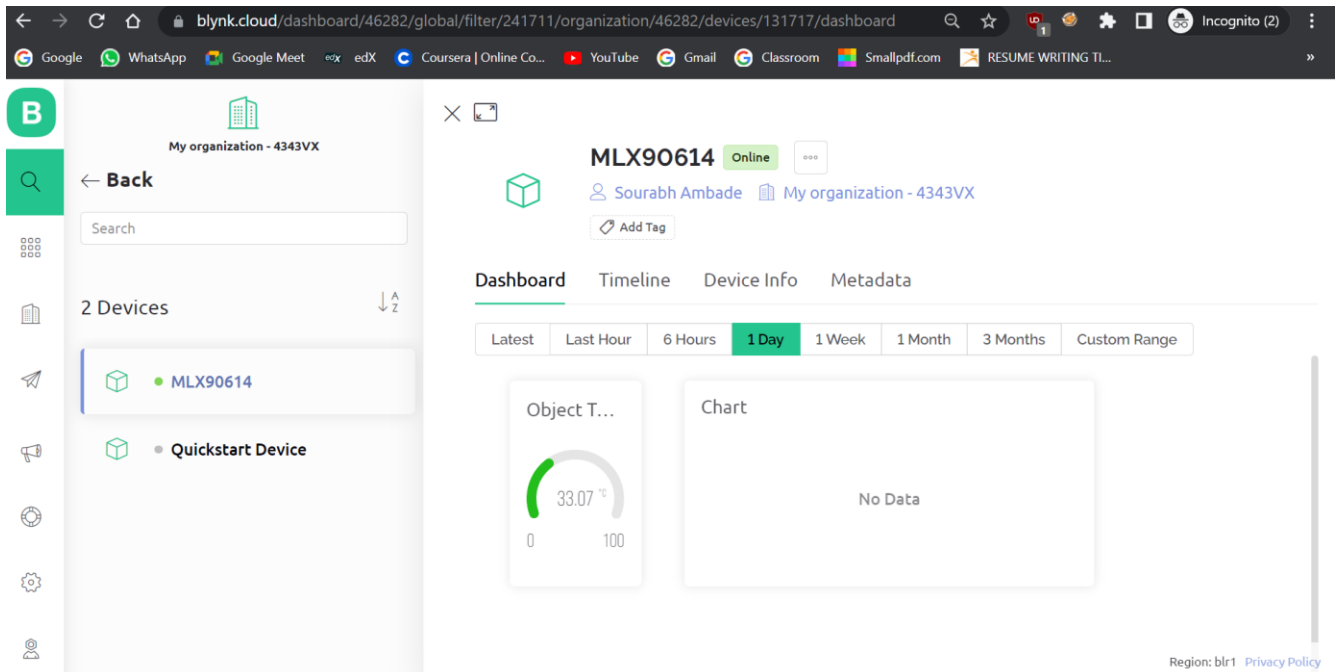 blynk.cloud/dashboard/46282/global/filter/241711/organization/46282/devices/131717/dashboard
1
Incognito (2)
Google WhatsApp Google Meet edX edX Coursera | Online Co... YouTube Gmail Classroom Smallpdf.com RESUME WRITING TI... »
B
My organization - 4343VX
← Back
Search
2 Devices
A
Z
MLX90614
Quickstart Device
MLX90614 Online
Sourabh Ambade My organization - 4343VX
Add Tag
Dashboard Timeline Device Info Metadata
Latest Last Hour 6 Hours 1 Day 1 Week 1 Month 3 Months Custom Range
Object T...
33.07 °C
0 100
Chart
No Data
Region: blr1 Privacy Policy